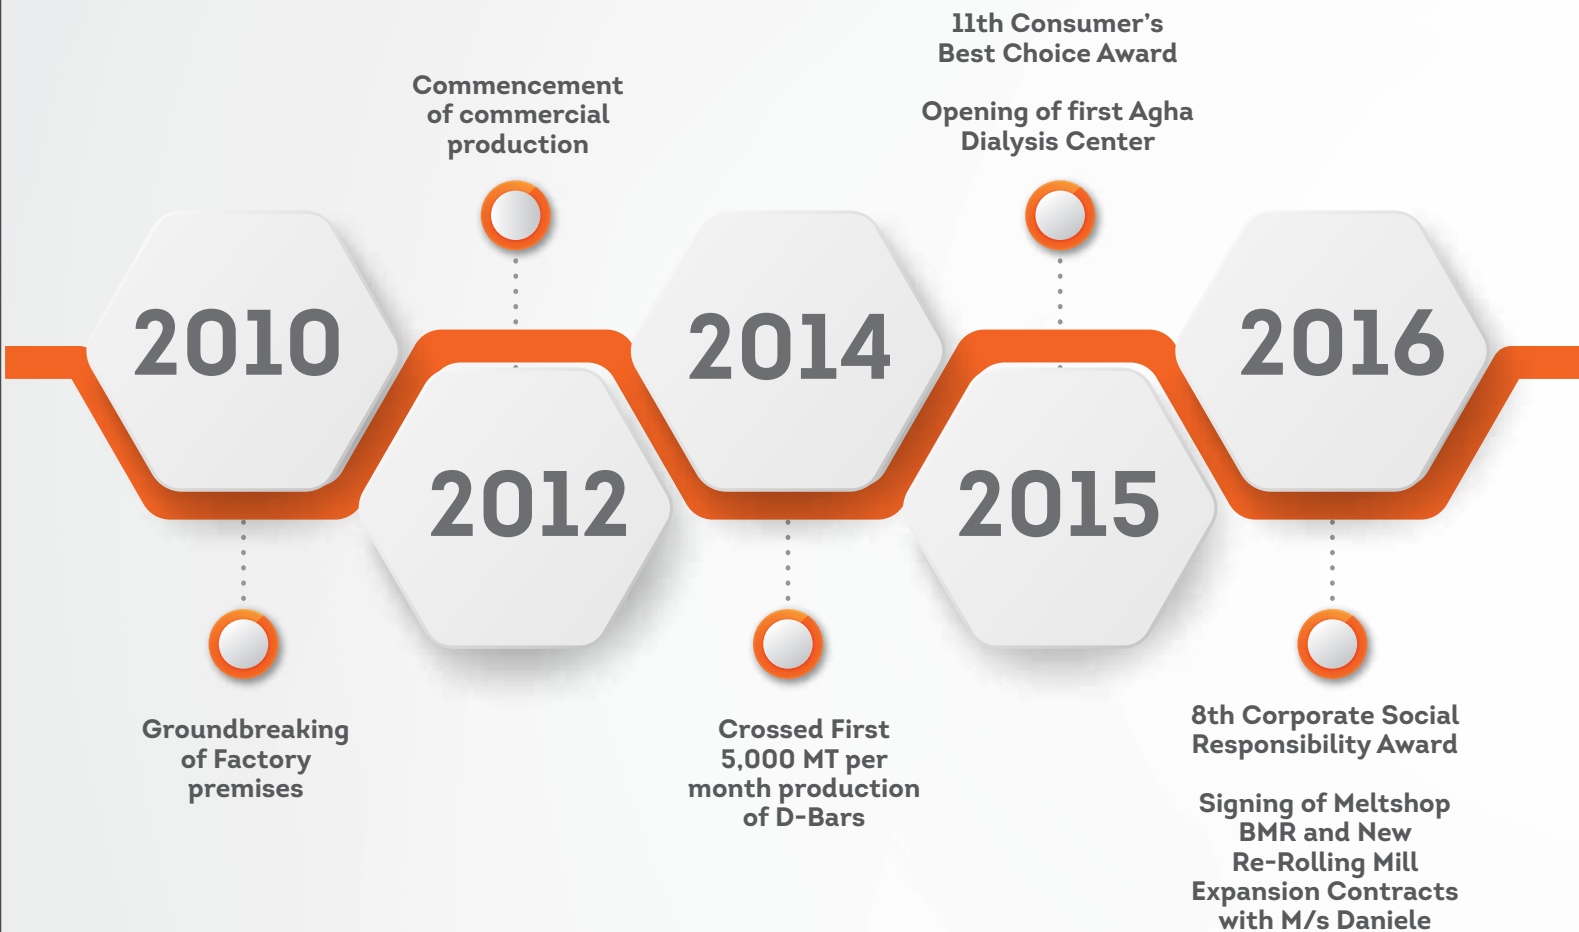 2010
Groundbreaking
of Factory
premises
Commencement
of commercial
production
2012
2014
Crossed First
5,000 MT per
month production
of D-Bars
11th Consumer’s
Best Choice Award
Opening of first Agha
Dialysis Center
2015
2016
8th Corporate Social
Responsibility Award
Signing of Meltshop
BMR and New
Re-Rolling Mill
Expansion Contracts
with M/s Daniele